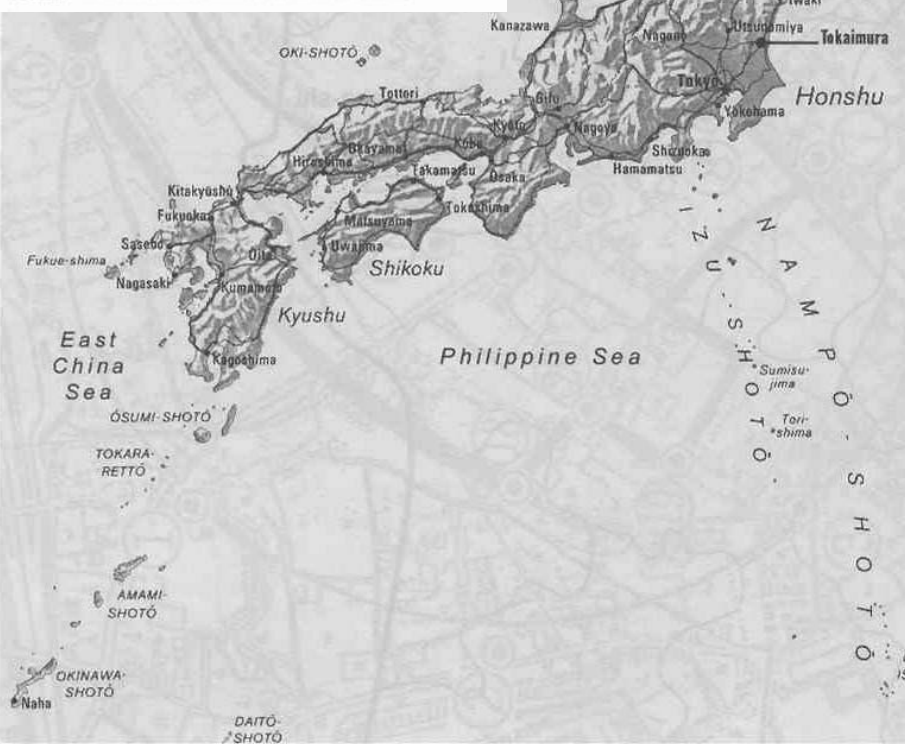 Iwaki
Kanazawa
Utsunomiya
Nagano
Tokaimura
OKI-SHOTŌ
Tokyo
Tottori
Gifu
Honshu
Yokohama
Kyoto
Nagoya
Kobe
Okayama
Shizuoka
Hiroshima
Hamamatsu
Takamatsu
Osaka
Kitakyūshū
Tokushima
Fukuoka
Matsuyama
IZU-SHOTŌ
NAMPŌ-SHOTŌ
Sasebo
Uwajima
Oita
Fukue-shima
Shikoku
Nagasaki
Kumamoto
Kyushu
East
China
Sea
Philippine Sea
Kagoshima
Sumisu-
jima
ŌSUMI-SHOTŌ
Tori-
shima
TOKARA-
RETTŌ
AMAMI-
SHOTŌ
OKINAWA-
SHOTŌ
Naha
DAITŌ-
SHOTŌ